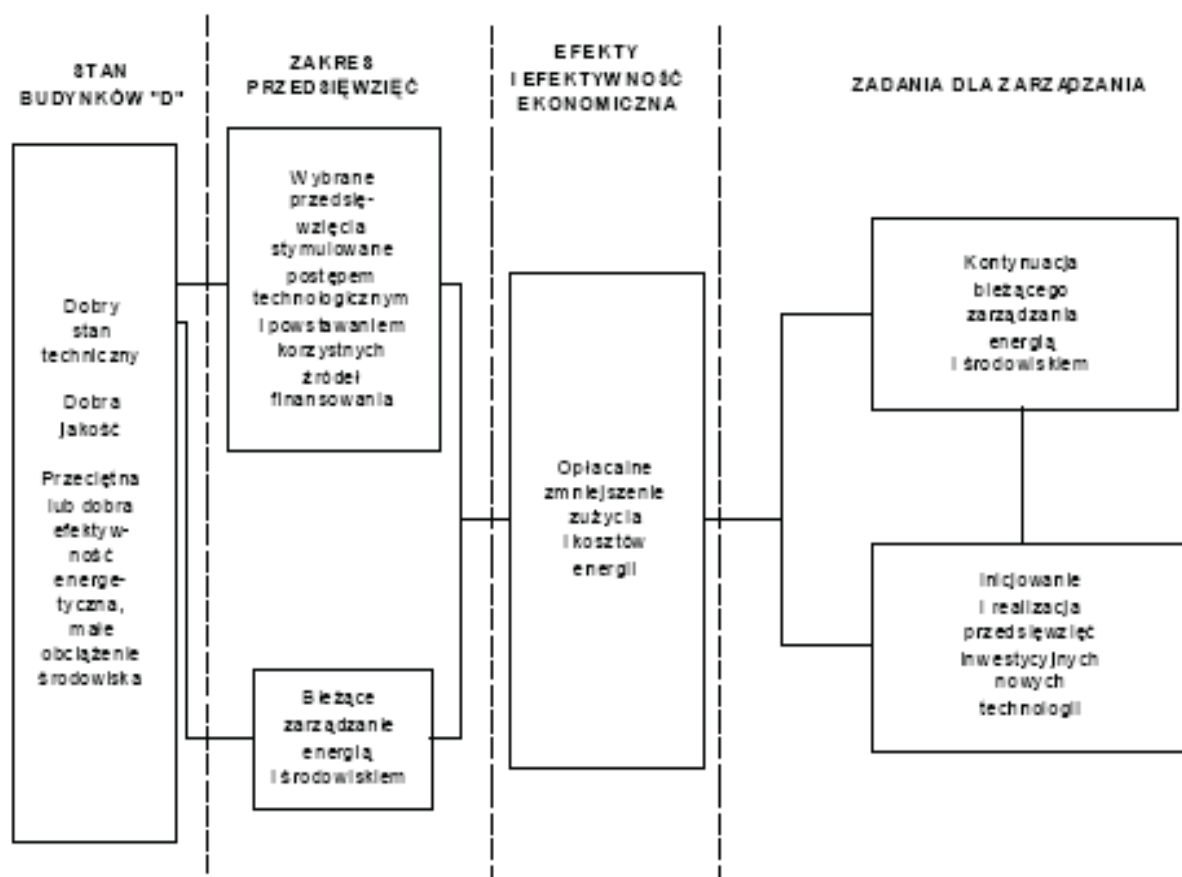 STAN
BUDYNKÓW "D"
ZAKRES
PRZEDSIĘWZIĘĆ
EFEKTY
I EFEKTYWNOŚĆ
EKONOMICZNA
ZADANIA DLA ZARZĄDZANIA
Dobry
stan
techniczny
Dobra
jakość
Przeciętna
lub dobra
efektyw-
ność
energe-
tyczna,
małe
obciążenie
środowiska
Wybrane
przedsię-
wzięcia
stymulowane
postępem
technologicznym
i powstawaniem
korzystnych
źródeł
finansowania
Bieżące
zarządzanie
energią
i środowiskiem
Opłacalne
zmniejszenie
zużycia
i kosztów
energii
Kontynuacja
bieżącego
zarządzania
energią
i środowiskiem
Inicjowanie
i realizacja
przedsięwzięć
inwestycyjnych
nowych
technologii